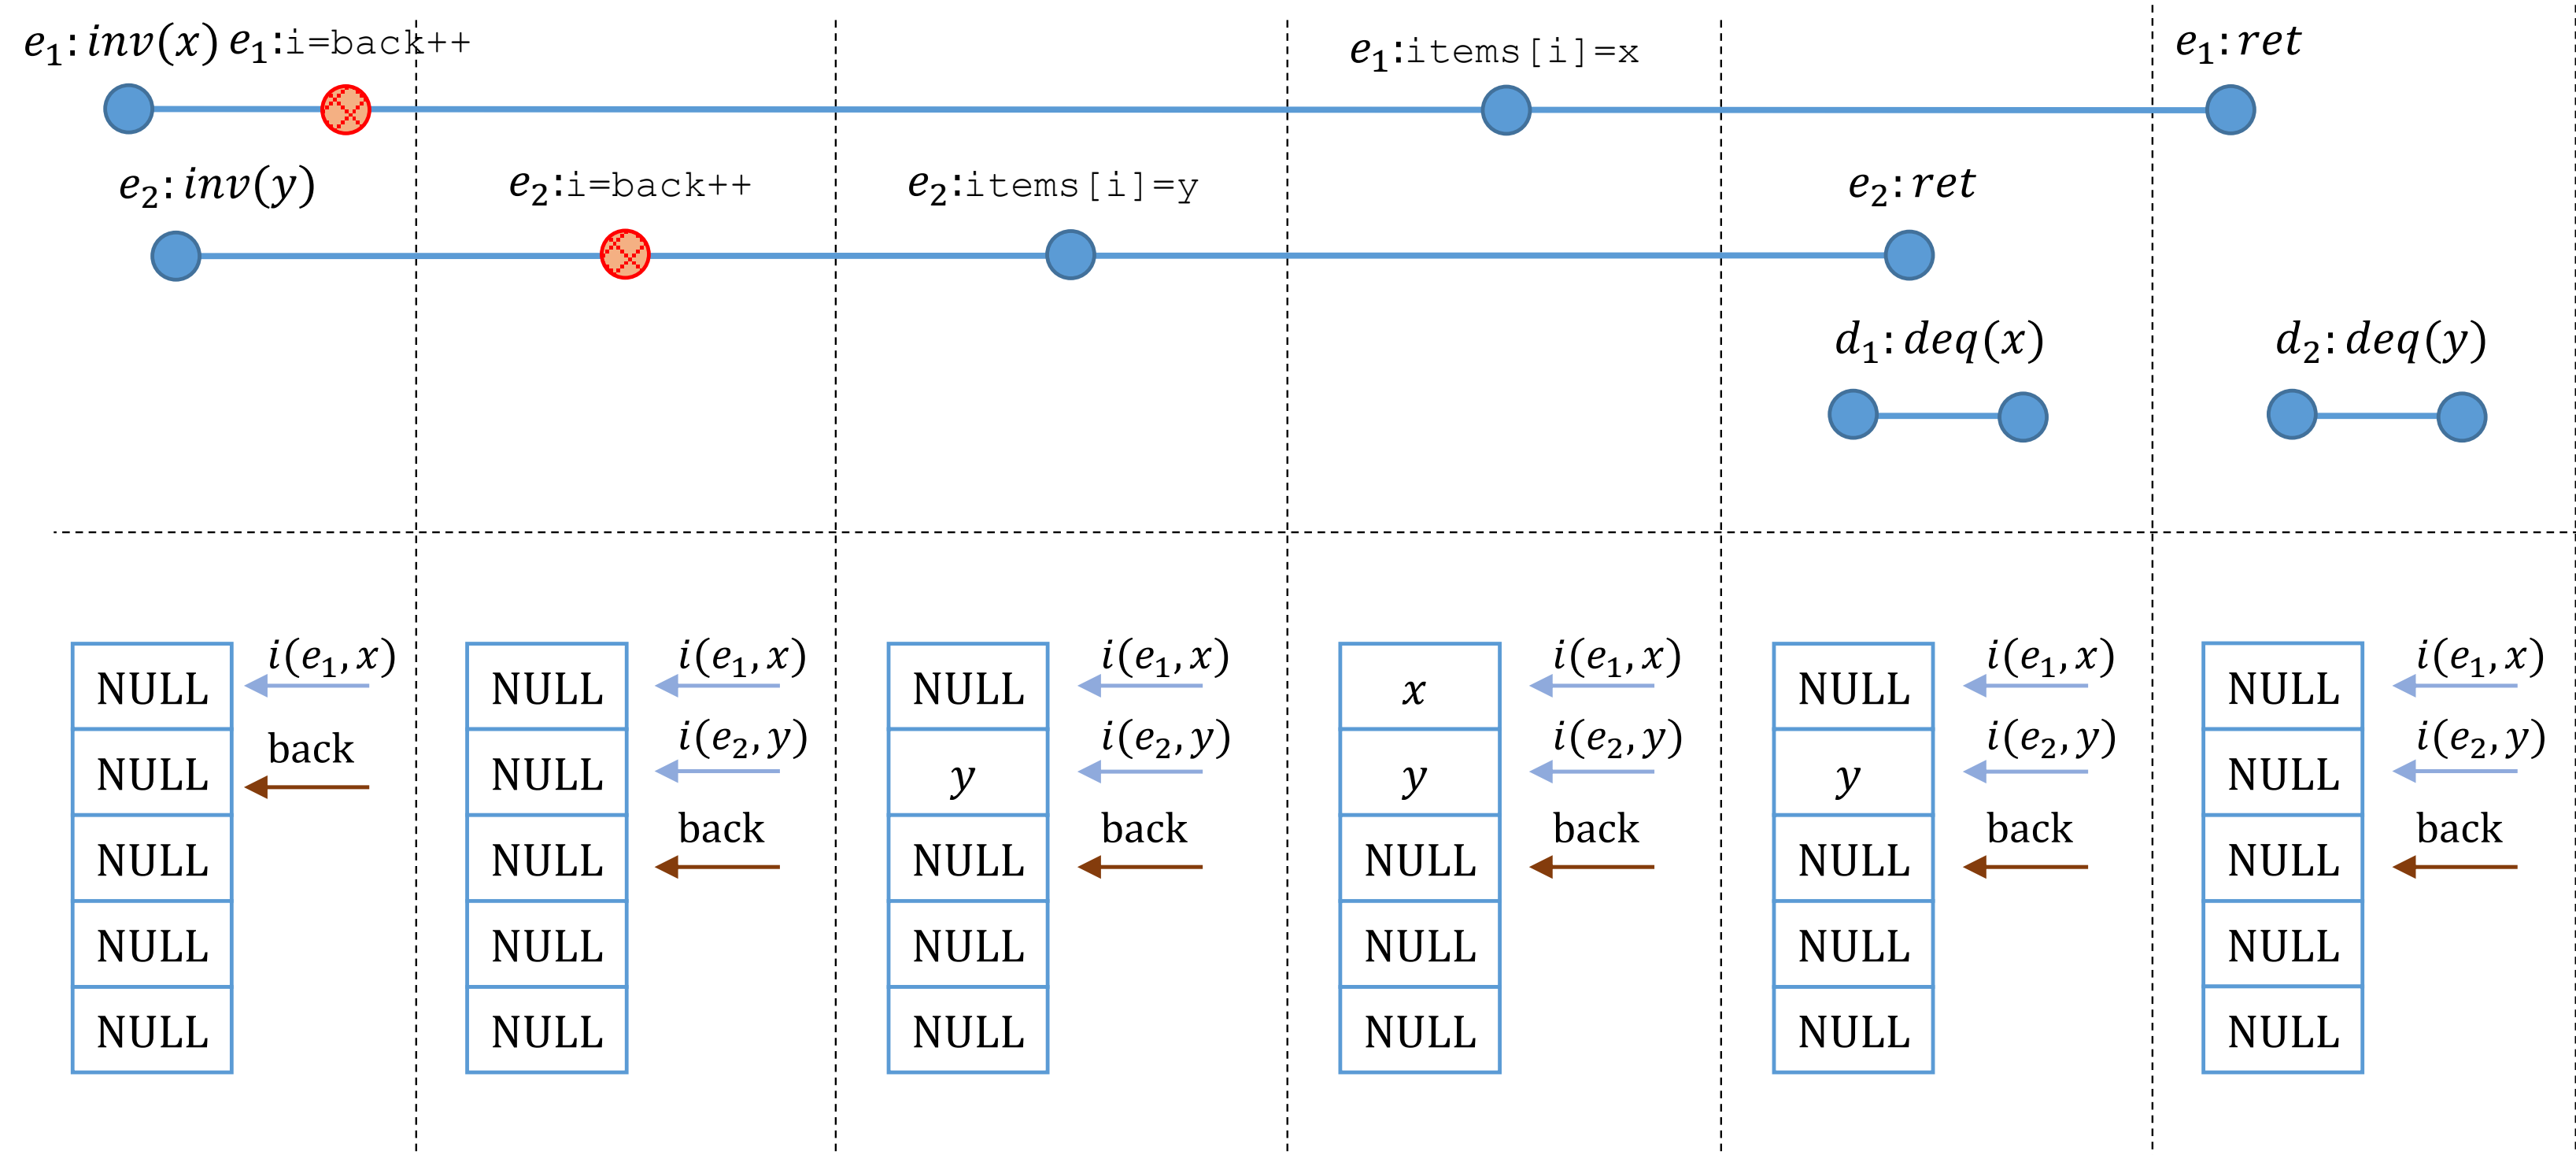 e₁: inv(x) e₁:i=back++
e₁:items[i]=x
e₁: ret
e₂: inv(y)
e₂:i=back++
e₂:items[i]=y
e₂: ret
d₁: deq(x)
d₂: deq(y)
NULL
NULL
NULL
NULL
NULL
i(e₁, x)
back
NULL
NULL
NULL
NULL
NULL
i(e₁, x)
i(e₂, y)
back
NULL
y
NULL
NULL
NULL
i(e₁, x)
i(e₂, y)
back
x
y
NULL
NULL
NULL
i(e₁, x)
i(e₂, y)
back
NULL
y
NULL
NULL
NULL
i(e₁, x)
i(e₂, y)
back
NULL
NULL
NULL
NULL
NULL
i(e₁, x)
i(e₂, y)
back